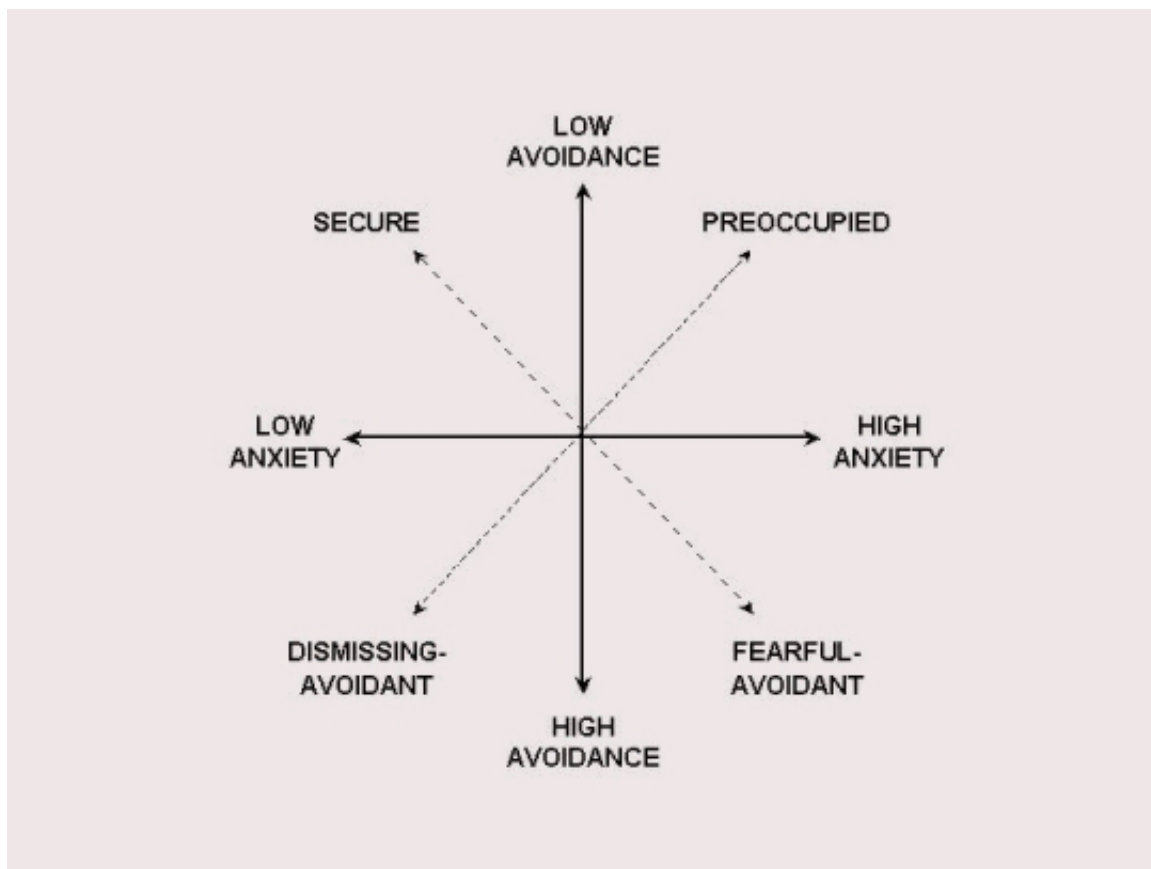 LOW
AVOIDANCE
SECURE
PREOCCUPIED
LOW
ANXIETY
HIGH
ANXIETY
DISMISSING-
AVOIDANT
FEARFUL-
AVOIDANT
HIGH
AVOIDANCE